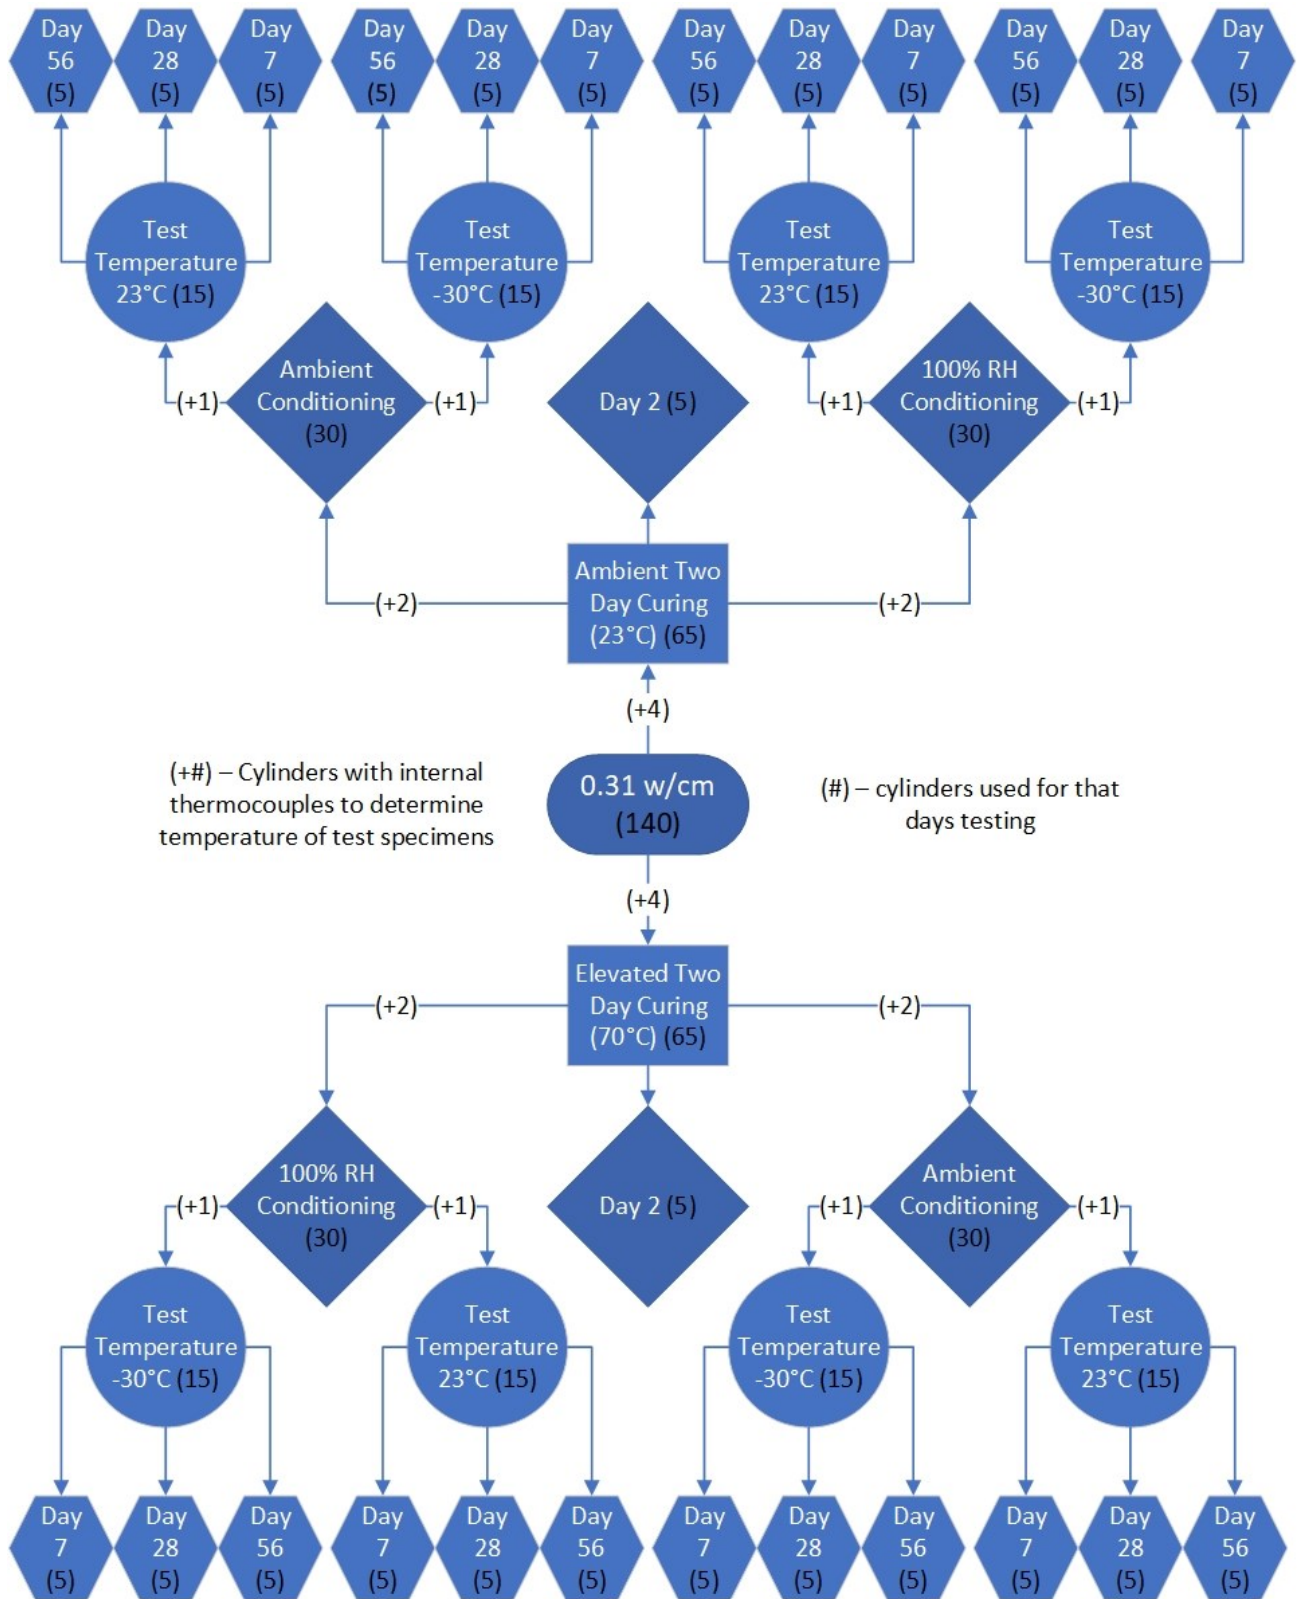 Day
56
(5)
Day
28
(5)
Day
7
(5)
Day
56
(5)
Day
28
(5)
Day
7
(5)
Day
56
(5)
Day
28
(5)
Day
7
(5)
Day
56
(5)
Day
28
(5)
Day
7
(5)
Test
Temperature
23°C (15)
Test
Temperature
-30°C (15)
Test
Temperature
23°C (15)
Test
Temperature
-30°C (15)
(+1)
Ambient
Conditioning
(30)
(+1)
Day 2 (5)
(+1)
100% RH
Conditioning
(30)
(+1)
(+2)
Ambient Two
Day Curing
(23°C) (65)
(+2)
(+4)
(+#) – Cylinders with internal
thermocouples to determine
temperature of test specimens
0.31 w/cm
(140)
(#) – cylinders used for that
days testing
(+4)
(+2)
Elevated Two
Day Curing
(70°C) (65)
(+2)
(+1)
100% RH
Conditioning
(30)
(+1)
Day 2 (5)
(+1)
Ambient
Conditioning
(30)
(+1)
Test
Temperature
-30°C (15)
Test
Temperature
23°C (15)
Test
Temperature
-30°C (15)
Test
Temperature
23°C (15)
Day
7
(5)
Day
28
(5)
Day
56
(5)
Day
7
(5)
Day
28
(5)
Day
56
(5)
Day
7
(5)
Day
28
(5)
Day
56
(5)
Day
7
(5)
Day
28
(5)
Day
56
(5)